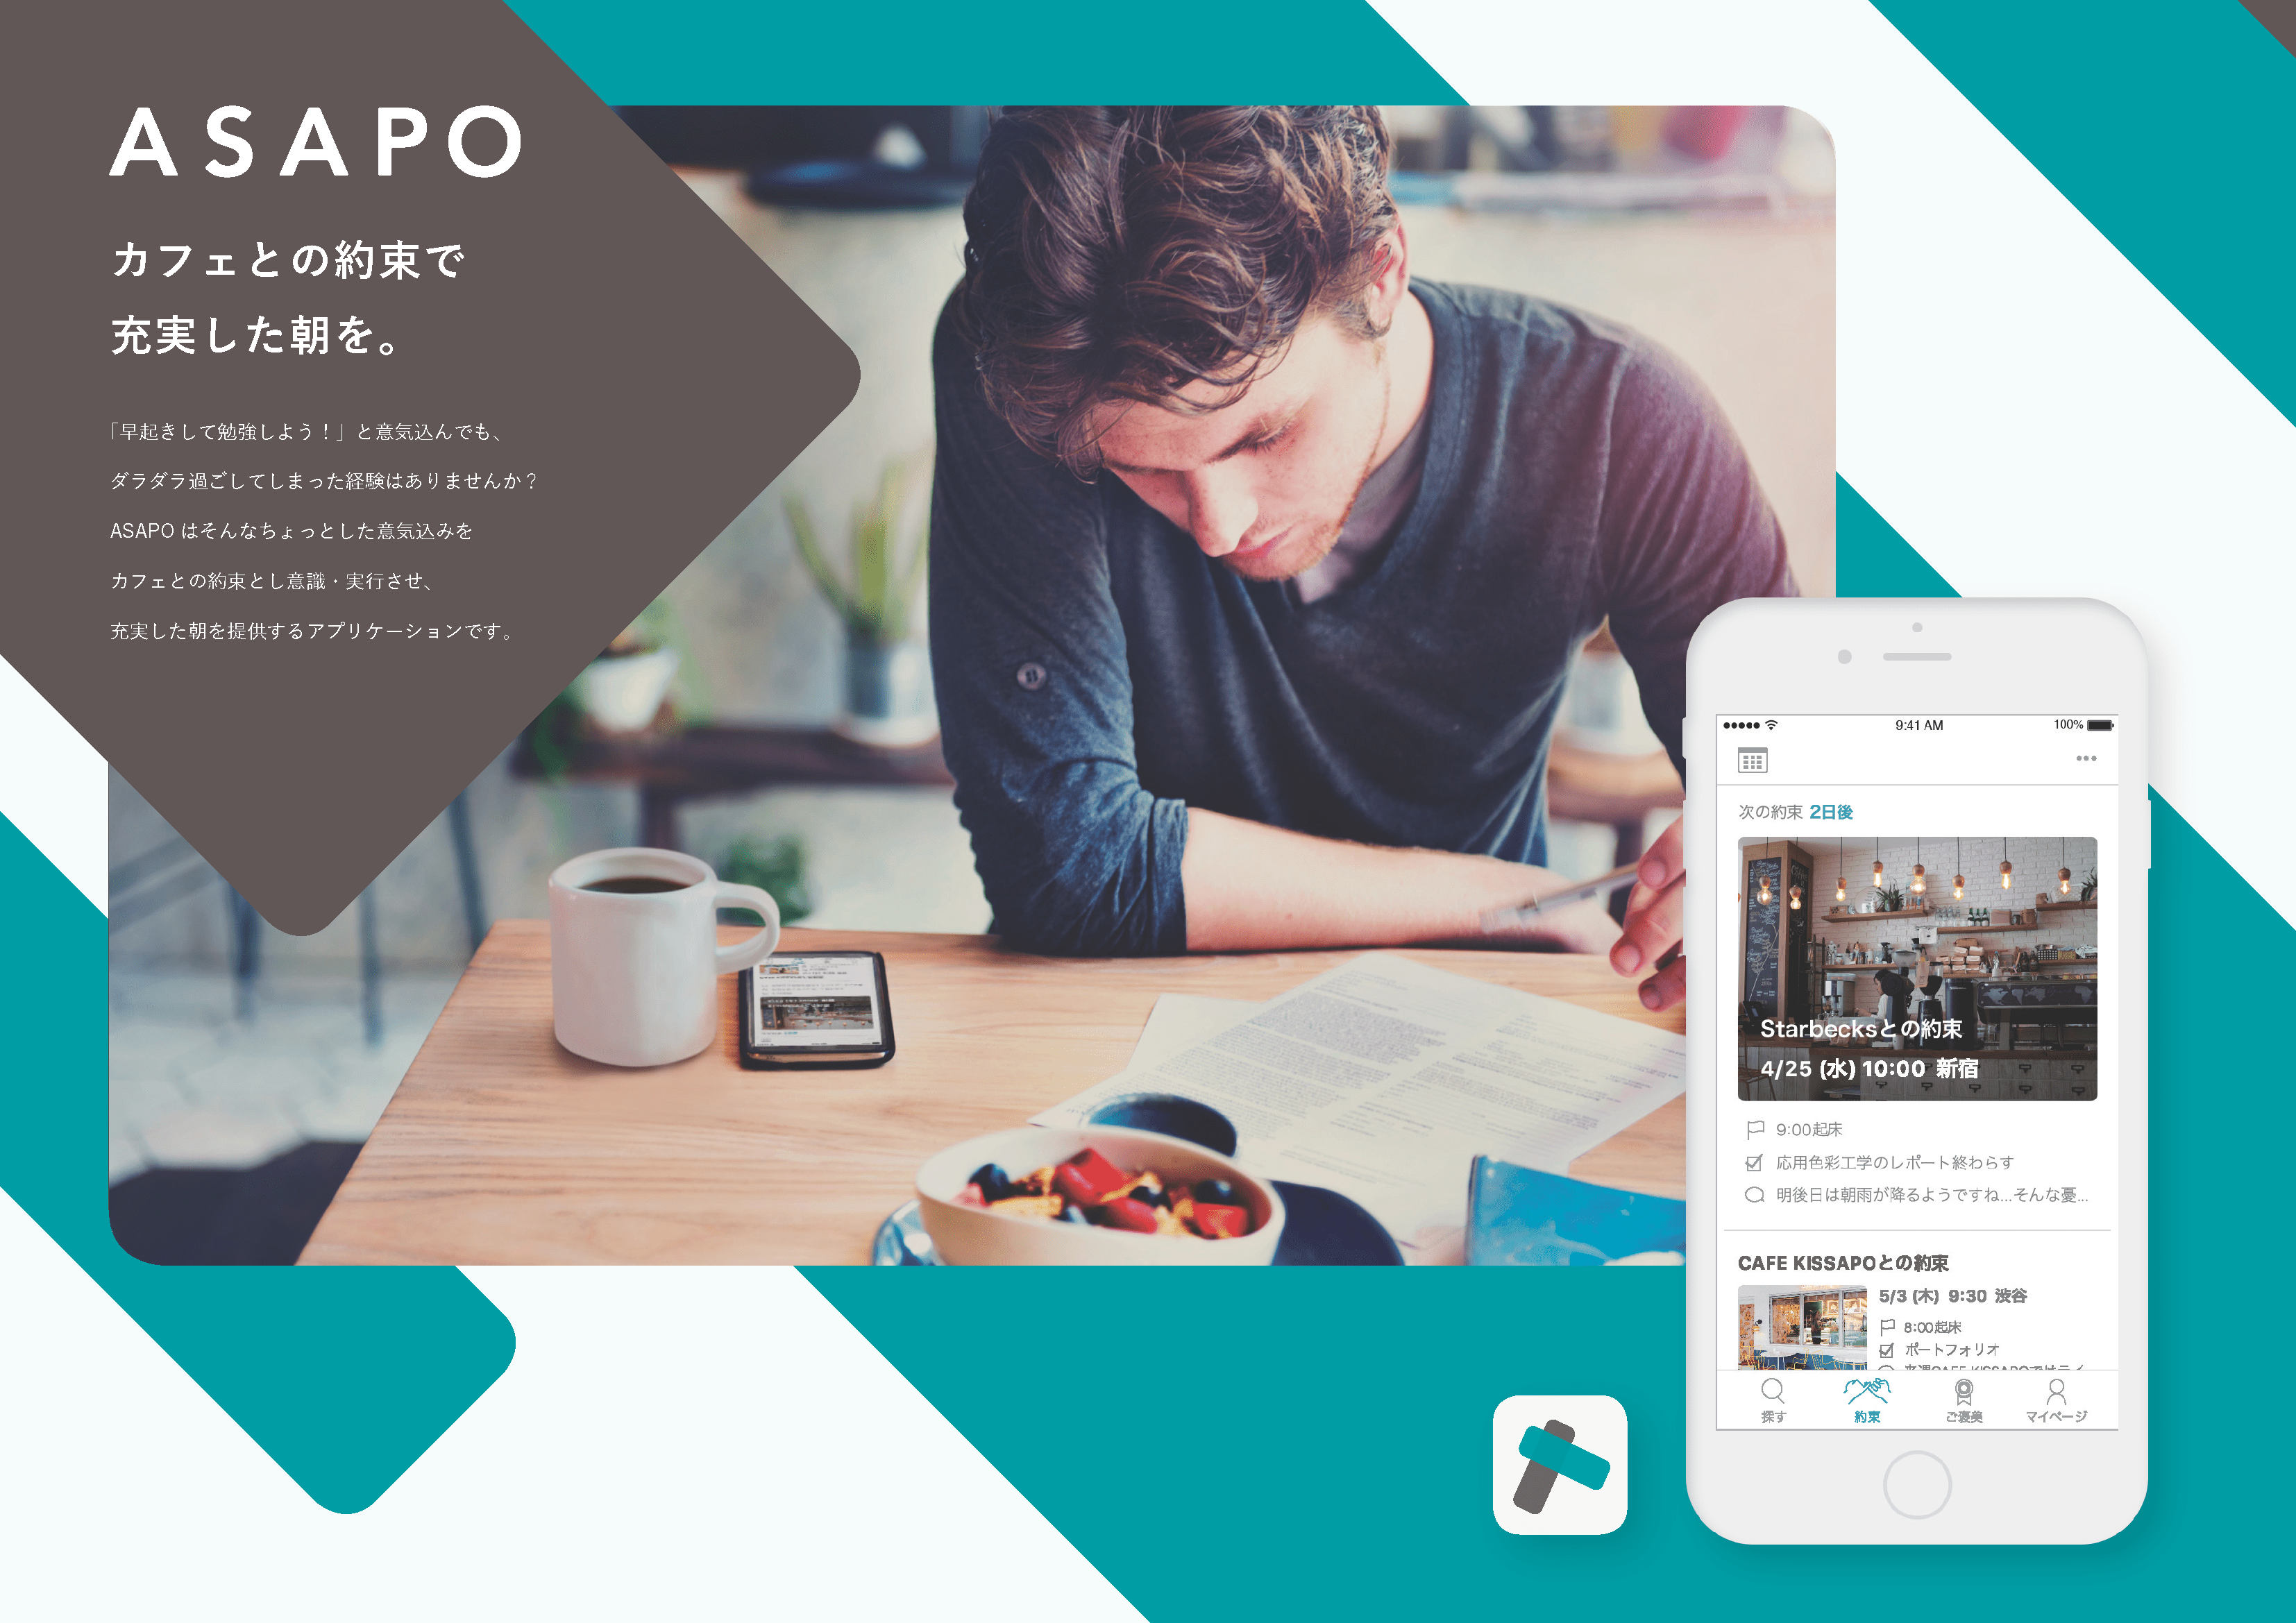 ASAPO
カフェとの約束で
充実した朝を。
「早起きして勉強しよう！」と意気込んでも、
ダラダラ過ごしてしまった経験はありませんか？
ASAPO はそんなちょっとした意気込みを
カフェとの約束とし意識・実行させ、
充実した朝を提供するアプリケーションです。
9:41 AM
100%
次の約束 2日後
Starbecksとの約束
4/25 (水) 10:00 新宿
9:00起床
応用色彩工学のレポート終わらす
明後日は朝雨が降るようですね...そんな憂...
CAFE KISSAPOとの約束
5/3 (木) 9:30 渋谷
8:00起床
ポートフォリオ
探す
約束
ご褒美
マイページ